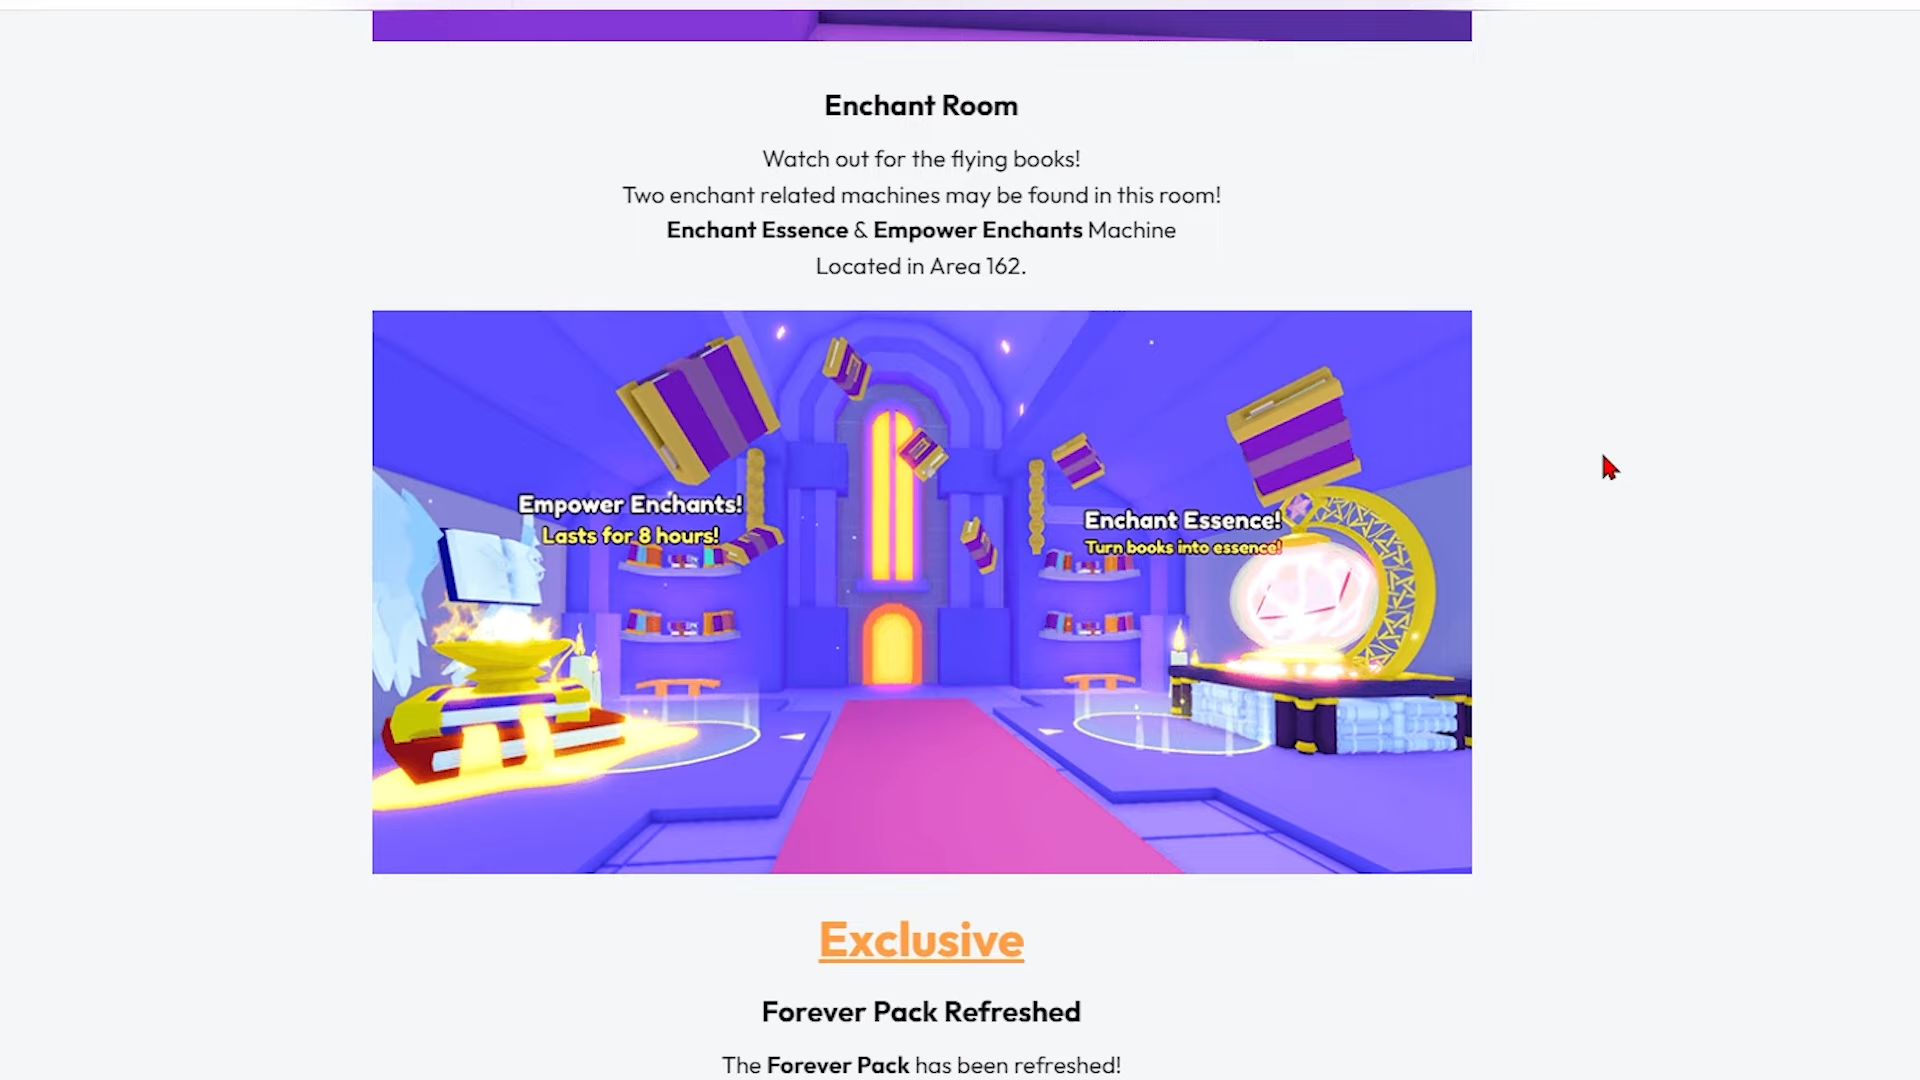 Enchant Room
Watch out for the flying books!
Two enchant related machines may be found in this room!
Enchant Essence & Empower Enchants Machine
Located in Area 162.
Empower Enchants!
Lasts for 8 hours!
Enchant Essence!
Turn books into essence!
Exclusive
Forever Pack Refreshed
The Forever Pack has been refreshed!